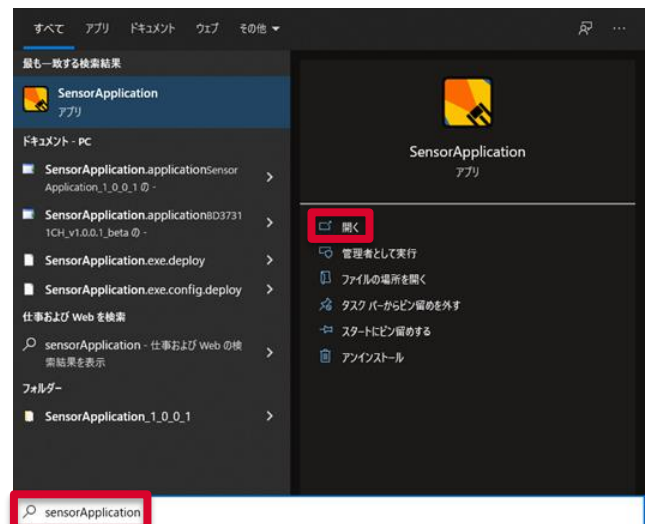 すべて アプリ ドキュメント ウェブ その他
最も一致する検索結果
SensorApplication
アプリ
ドキュメント - PC
SensorApplication.applicationSensor
Application_1_0_0_1 の -
SensorApplication.applicationBD3731
1CH_v1.0.0.1_beta の -
SensorApplication.exe.deploy
SensorApplication.exe.config.deploy
仕事および Web を検索
sensorApplication - 仕事および Web の検
索結果を表示
フォルダー
SensorApplication_1_0_0_1
SensorApplication
アプリ
開く
管理者として実行
ファイルの場所を開く
タスク バーからピン留めを外す
スタートにピン留めする
アンインストール
sensorApplication